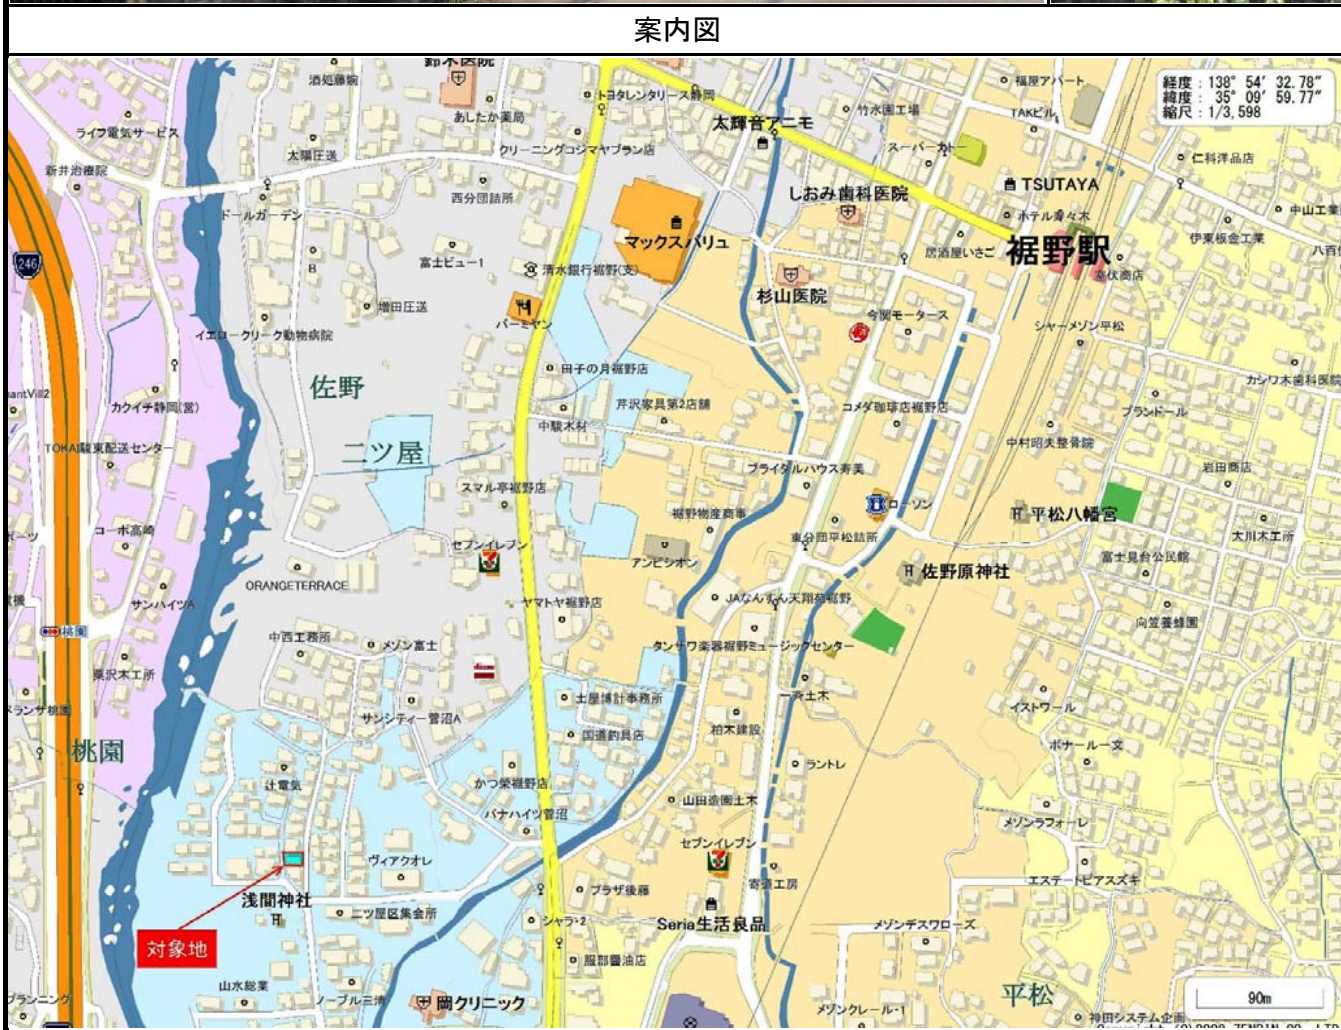 案内図
経度：138° 54′ 32.78″
緯度：35° 09′ 59.77″
縮尺：1/3,598
鈴木医院
酒処藤娘
トヨタレンタリース静岡
福屋アパート
あしたか薬局
竹水園工場
TAKビル
ライフ電気サービス
太輝音アニモ
太陽圧送
クリーニングコジマヤプラン店
スーパーカトー
仁科洋品店
新井治療院
西分団詰所
しおみ歯科医院
TSUTAYA
ドールガーデン
マックスバリュ
中山工業
居酒屋いさご
裾野駅
伊東板金工業
246
富士ビュー1
清水銀行裾野(支)
杉山医院
増田圧送
バーミヤン
今関モータース
シャーメゾン平松
イエロークリーク動物病院
佐野
田子の月裾野店
カシワ木歯科医院
カクイチ静岡(営)
芹沢家具第2店舗
コメダ珈琲店裾野店
ブランドール
中駿木材
TOKAI駿東配送センター
二ツ屋
中村昭夫整骨院
ブライダルハウス寿美
岩田商店
スマル亭裾野店
裾野物産商事
ローソン
平松八幡宮
コーポ高崎
東分団平松詰所
大川木工所
セブンイレブン
アンビシオン
富士見台公民館
ORANGETERRACE
佐野原神社
サンハイツA
ヤマトヤ裾野店
JAなんすん天翔苑裾野
向笠養蜂園
桃園
中西工務所
メゾン富士
タンザワ楽器裾野ミュージックセンター
栗沢木工所
土屋博計事務所
一斉土木
イストワール
ベランサ桃園
サンシティー菅沼A
国道釣具店
柏木建設
ボナールー文
桃園
辻電気
かつ榮裾野店
ラントレ
山田造園土木
バナハイツ菅沼
メゾンラフォーレ
セブンイレブン
ヴィアクオレ
エステートピアスズキ
浅間神社
プラザ後藤
寄道工房
二ツ屋区集会所
シャラ・2
Seria生活良品
メゾンデスワローズ
対象地
服部醤油店
山水総業
ノーブル三清
岡クリニック
平松
90m
メゾンクレール・1
神田システム企画